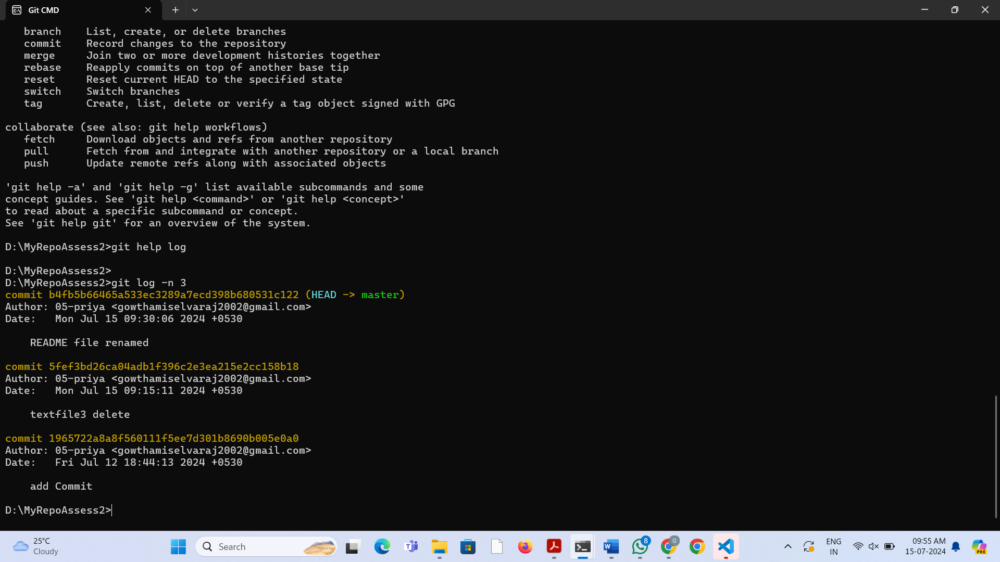 Git CMD
branch    List, create, or delete branches
commit    Record changes to the repository
merge     Join two or more development histories together
rebase    Reapply commits on top of another base tip
reset     Reset current HEAD to the specified state
switch    Switch branches
tag       Create, list, delete or verify a tag object signed with GPG
collaborate (see also: git help workflows)
fetch     Download objects and refs from another repository
pull      Fetch from and integrate with another repository or a local branch
push      Update remote refs along with associated objects
'git help -a' and 'git help -g' list available subcommands and some
concept guides. See 'git help <command>' or 'git help <concept>'
to read about a specific subcommand or concept.
See 'git help git' for an overview of the system.
D:\MyRepoAssess2>git help log
D:\MyRepoAssess2>
D:\MyRepoAssess2>git log -n 3
commit b4fb5b66465a533ec3289a7ecd398b680531c122 (HEAD -> master)
Author: 05-priya <gowthamiselvaraj2002@gmail.com>
Date:   Mon Jul 15 09:30:06 2024 +0530
README file renamed
commit 5fef3bd26ca04adb1f396c2e3ea215e2cc158b18
Author: 05-priya <gowthamiselvaraj2002@gmail.com>
Date:   Mon Jul 15 09:15:11 2024 +0530
textfile3 delete
commit 1965722a8a8f560111f5ee7d301b8690b005e0a0
Author: 05-priya <gowthamiselvaraj2002@gmail.com>
Date:   Fri Jul 12 18:44:13 2024 +0530
add Commit
D:\MyRepoAssess2>
25°C
Cloudy
Search
8
G
ENG
IN
09:55 AM
15-07-2024
PRE